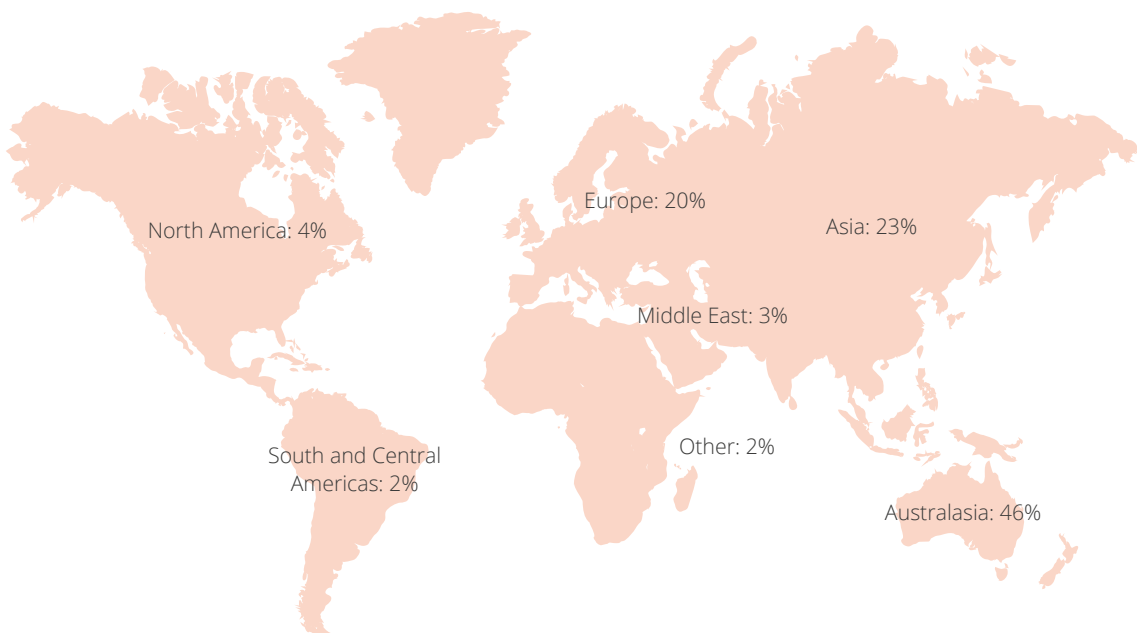 Europe: 20%
Asia: 23%
North America: 4%
Middle East: 3%
Other: 2%
South and Central
Americas: 2%
Australasia: 46%